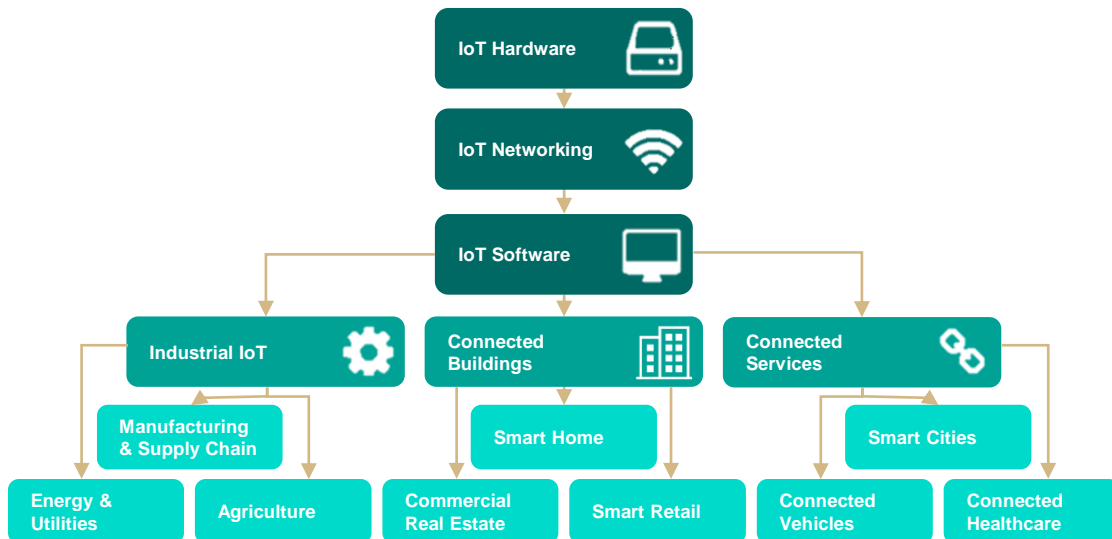 IoT Hardware
IoT Networking
IoT Software
Industrial IoT
Connected
Buildings
Connected
Services
Manufacturing
& Supply Chain
Smart Home
Smart Cities
Energy &
Utilities
Agriculture
Commercial
Real Estate
Smart Retail
Connected
Vehicles
Connected
Healthcare